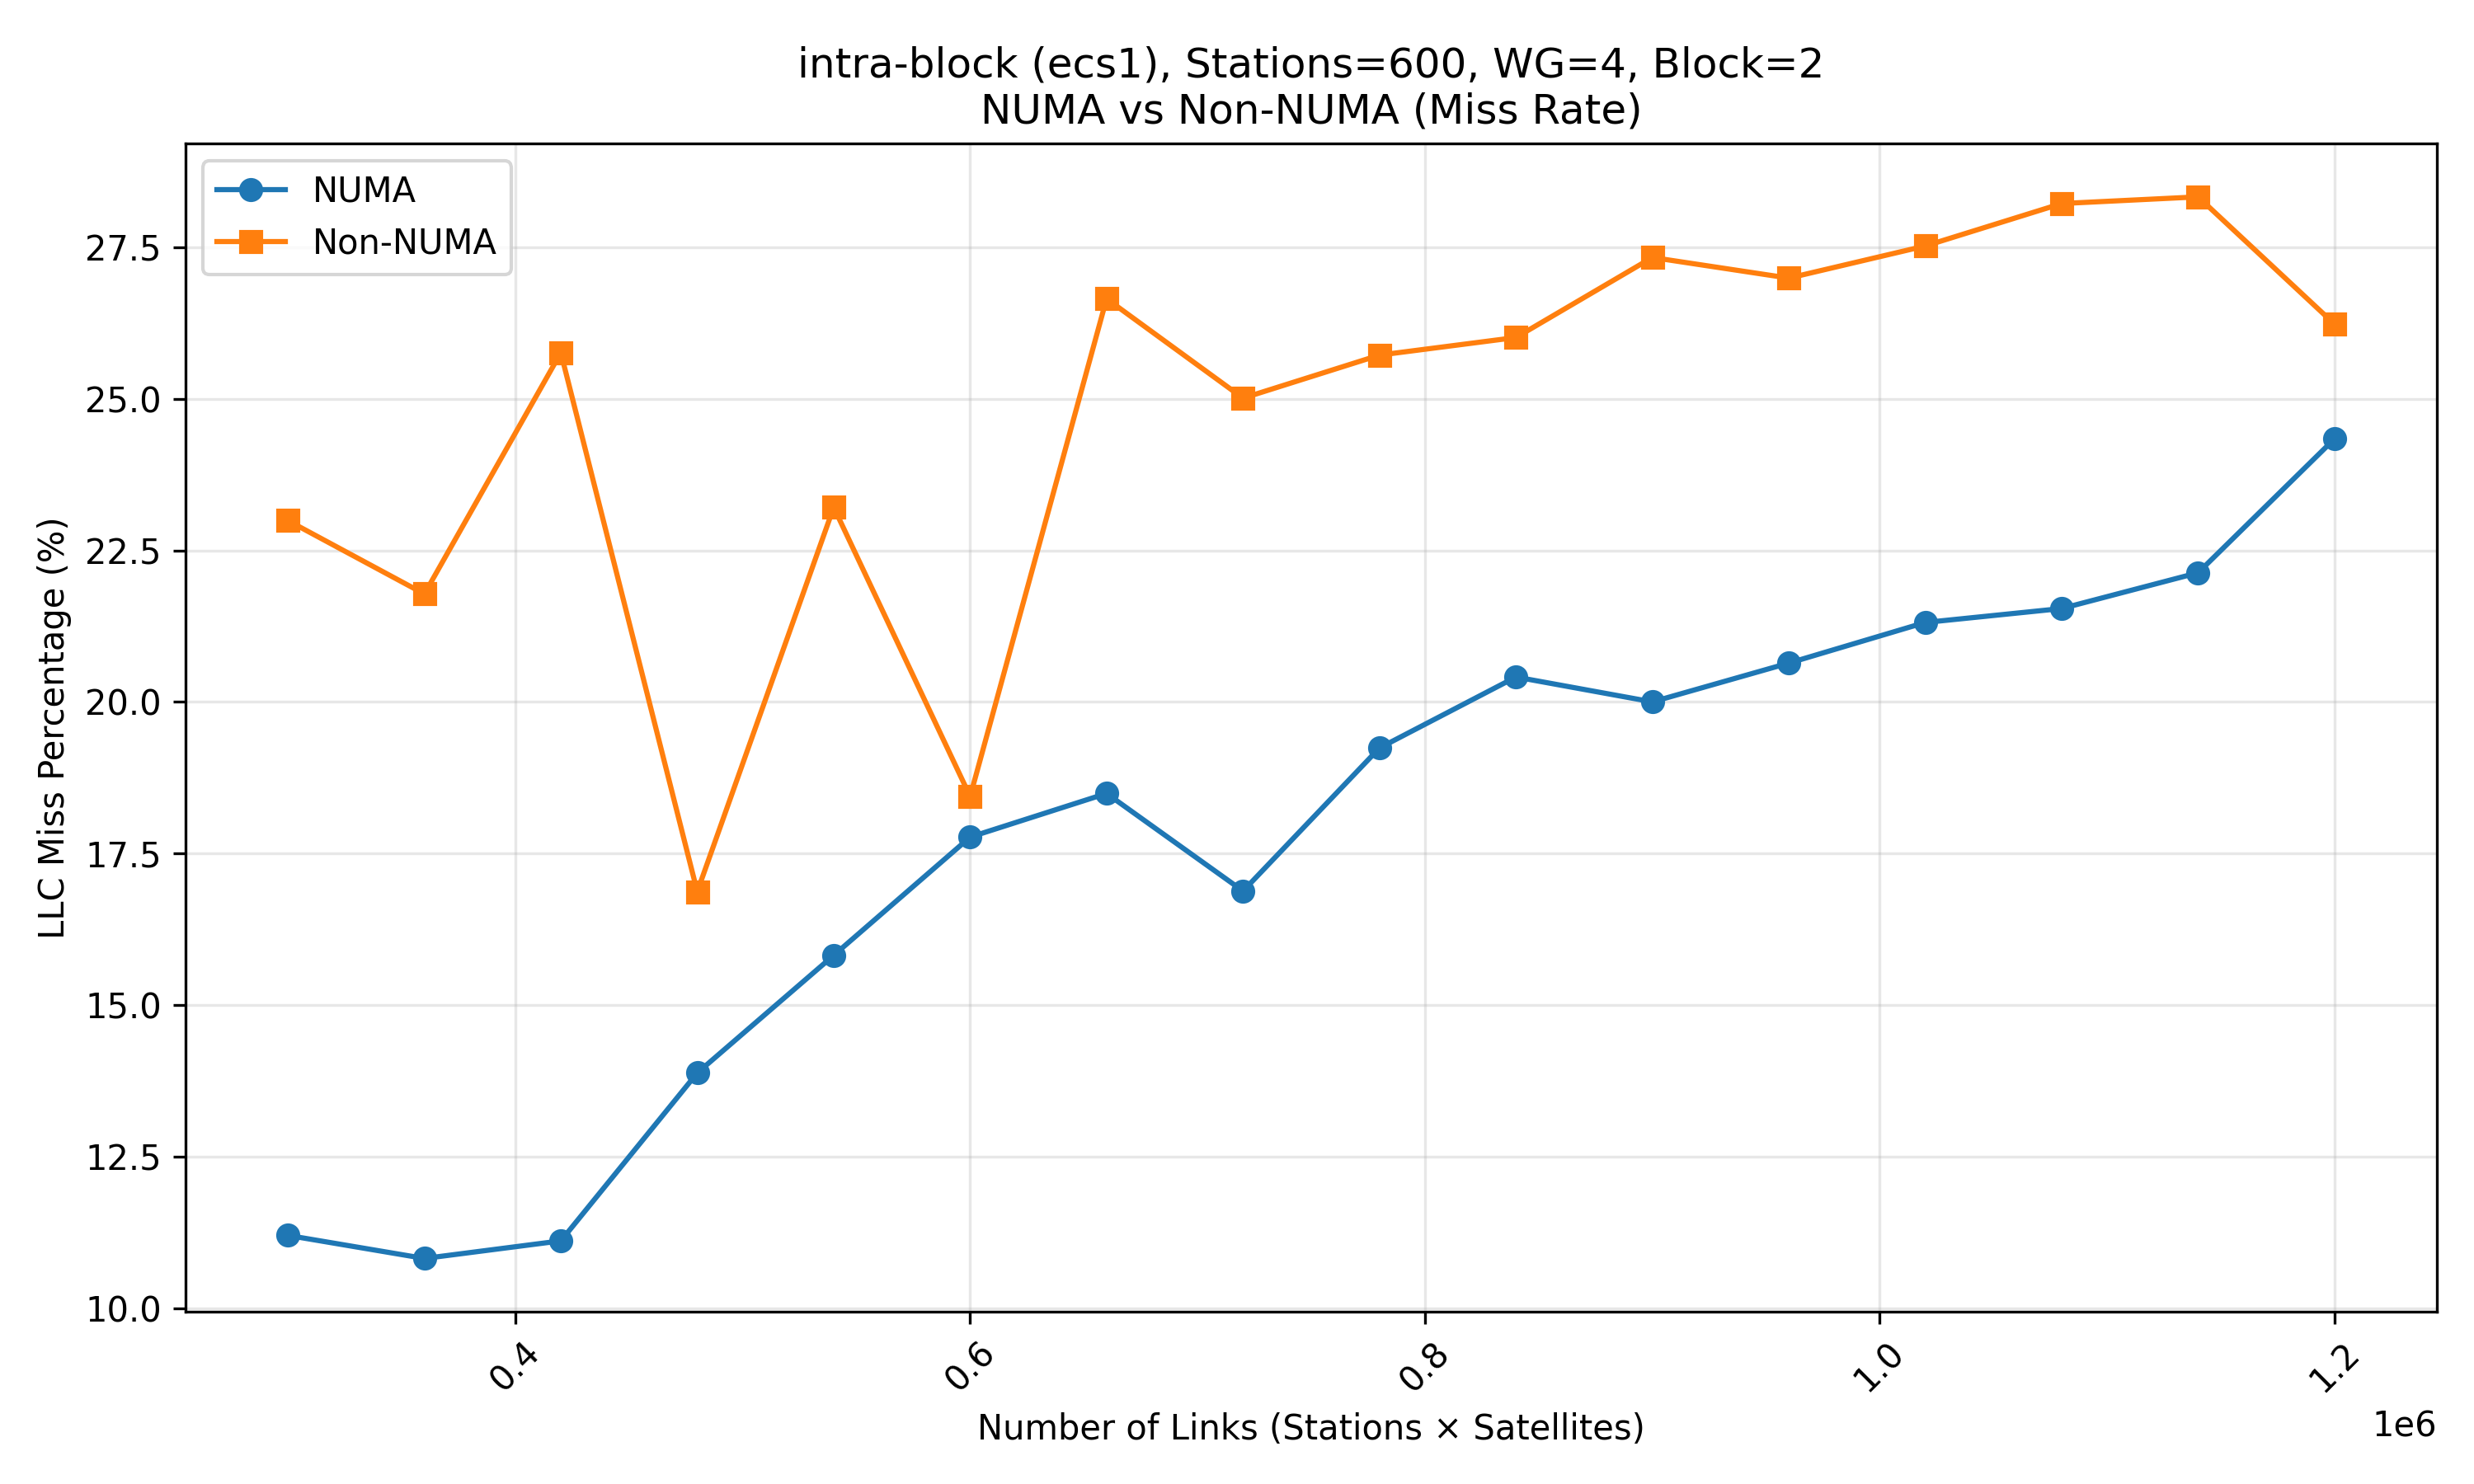 intra-block (ecs1), Stations=600, WG=4, Block=2
NUMA vs Non-NUMA (Miss Rate)
NUMA
Non-NUMA
LLC Miss Percentage (%)
27.5
25.0
22.5
20.0
17.5
15.0
12.5
10.0
0.4
0.6
0.8
1.0
1.2
1e6
Number of Links (Stations × Satellites)